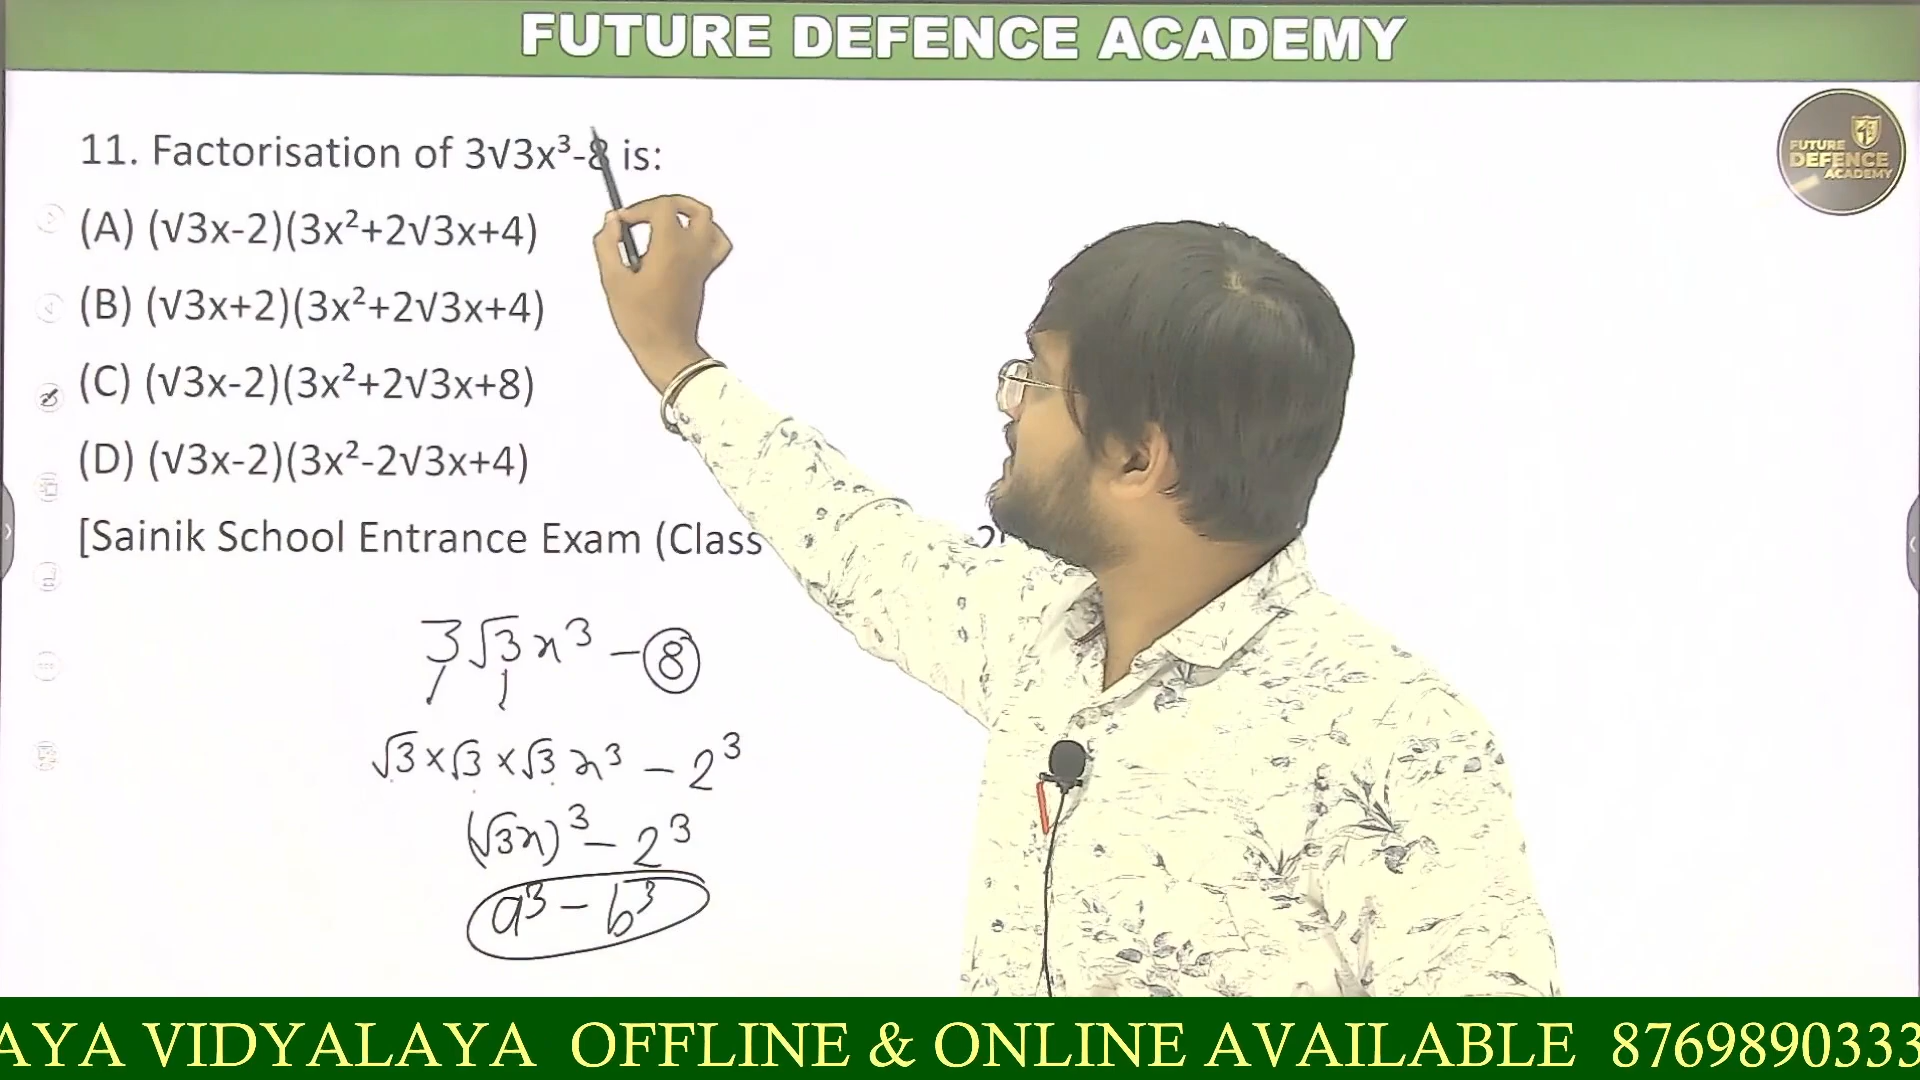 FUTURE DEFENCE ACADEMY
FUTURE
DEFENCE
ACADEMY
11. Factorisation of 3√3x³-8 is:
(A) (√3x-2)(3x²+2√3x+4)
(B) (√3x+2)(3x²+2√3x+4)
(C) (√3x-2)(3x²+2√3x+8)
(D) (√3x-2)(3x²-2√3x+4)
[Sainik School Entrance Exam (Class
3√3x³ - 8
√3×√3×√3x³ - 2³
(√3x)³ - 2³
a³ - b³
AYA VIDYALAYA OFFLINE & ONLINE AVAILABLE 8769890333